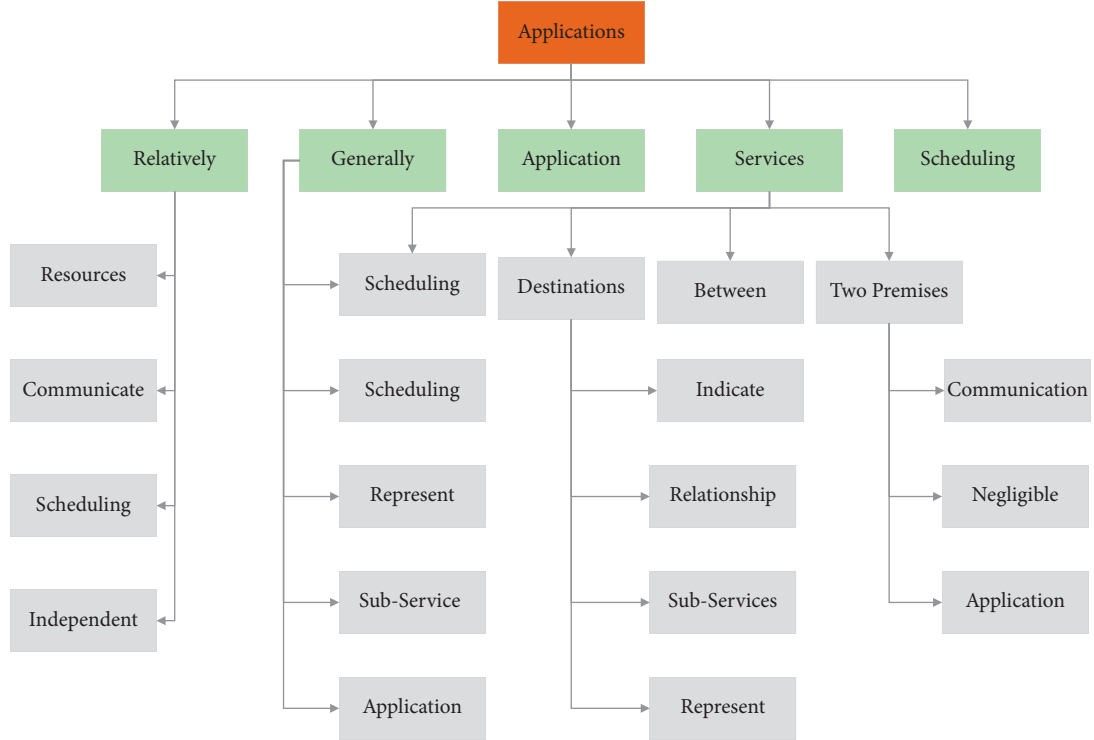 Applications
Relatively
Generally
Application
Services
Scheduling
Resources
Scheduling
Destinations
Between
Two Premises
Communicate
Scheduling
Indicate
Communication
Scheduling
Represent
Relationship
Negligible
Independent
Sub-Service
Sub-Services
Application
Application
Represent